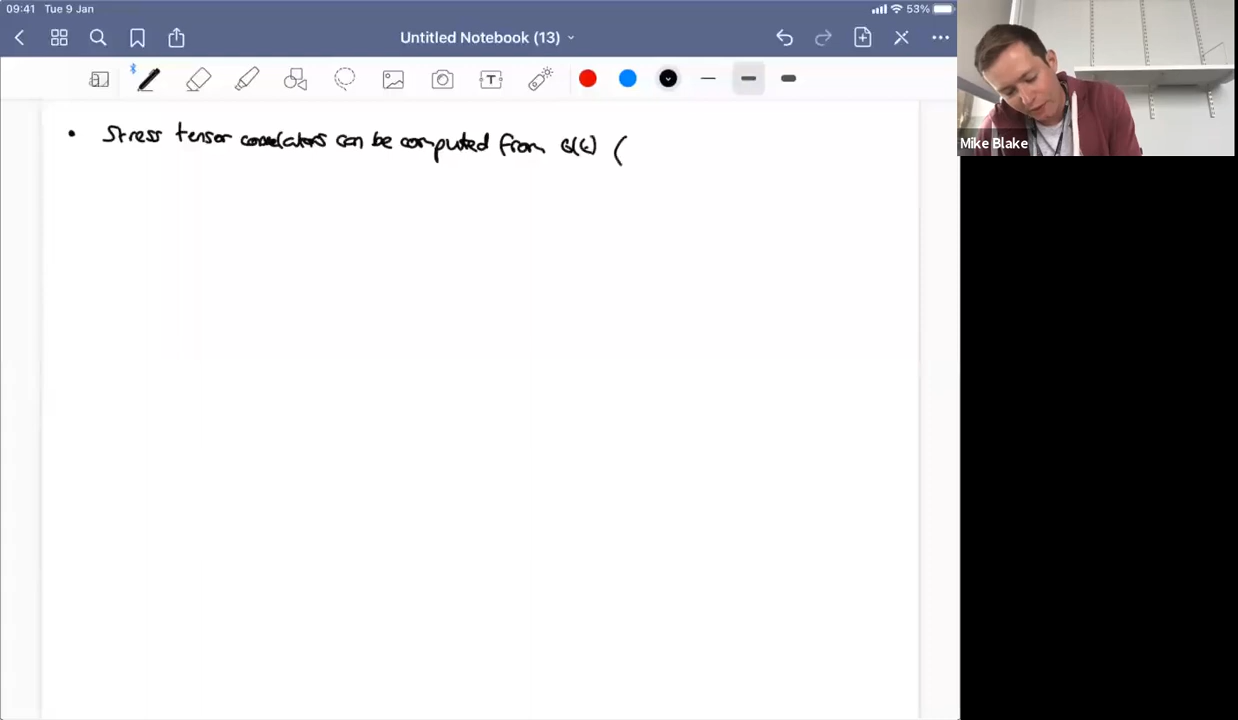 09:41 Tue 9 Jan
53%
Untitled Notebook (13)
T
• Stress tensor correlators can be computed from G(t) (
Mike Blake